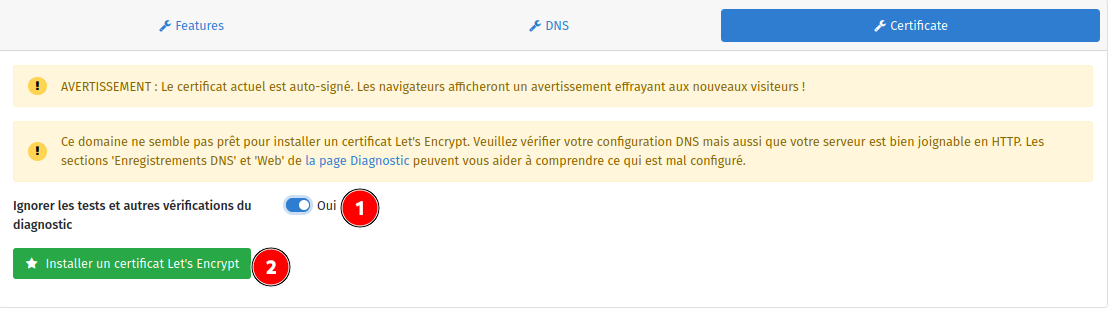 Features
DNS
Certificate
AVERTISSEMENT : Le certificat actuel est auto-signé. Les navigateurs afficheront un avertissement effrayant aux nouveaux visiteurs !
Ce domaine ne semble pas prêt pour installer un certificat Let's Encrypt. Veuillez vérifier votre configuration DNS mais aussi que votre serveur est bien joignable en HTTP. Les
sections 'Enregistrements DNS' et 'Web' de la page Diagnostic peuvent vous aider à comprendre ce qui est mal configuré.
Ignorer les tests et autres vérifications du
diagnostic
Oui
1
Installer un certificat Let's Encrypt
2